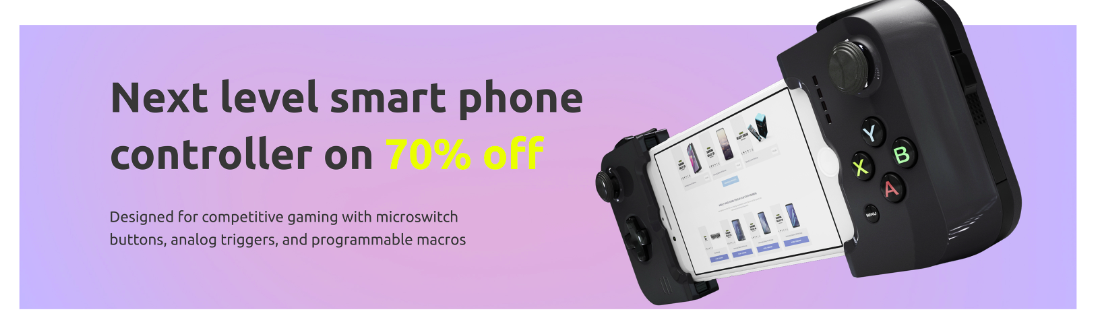 Next level smart phone
controller on 70% off
Designed for competitive gaming with microswitch
buttons, analog triggers, and programmable macros
Y
X
B
A
MENU